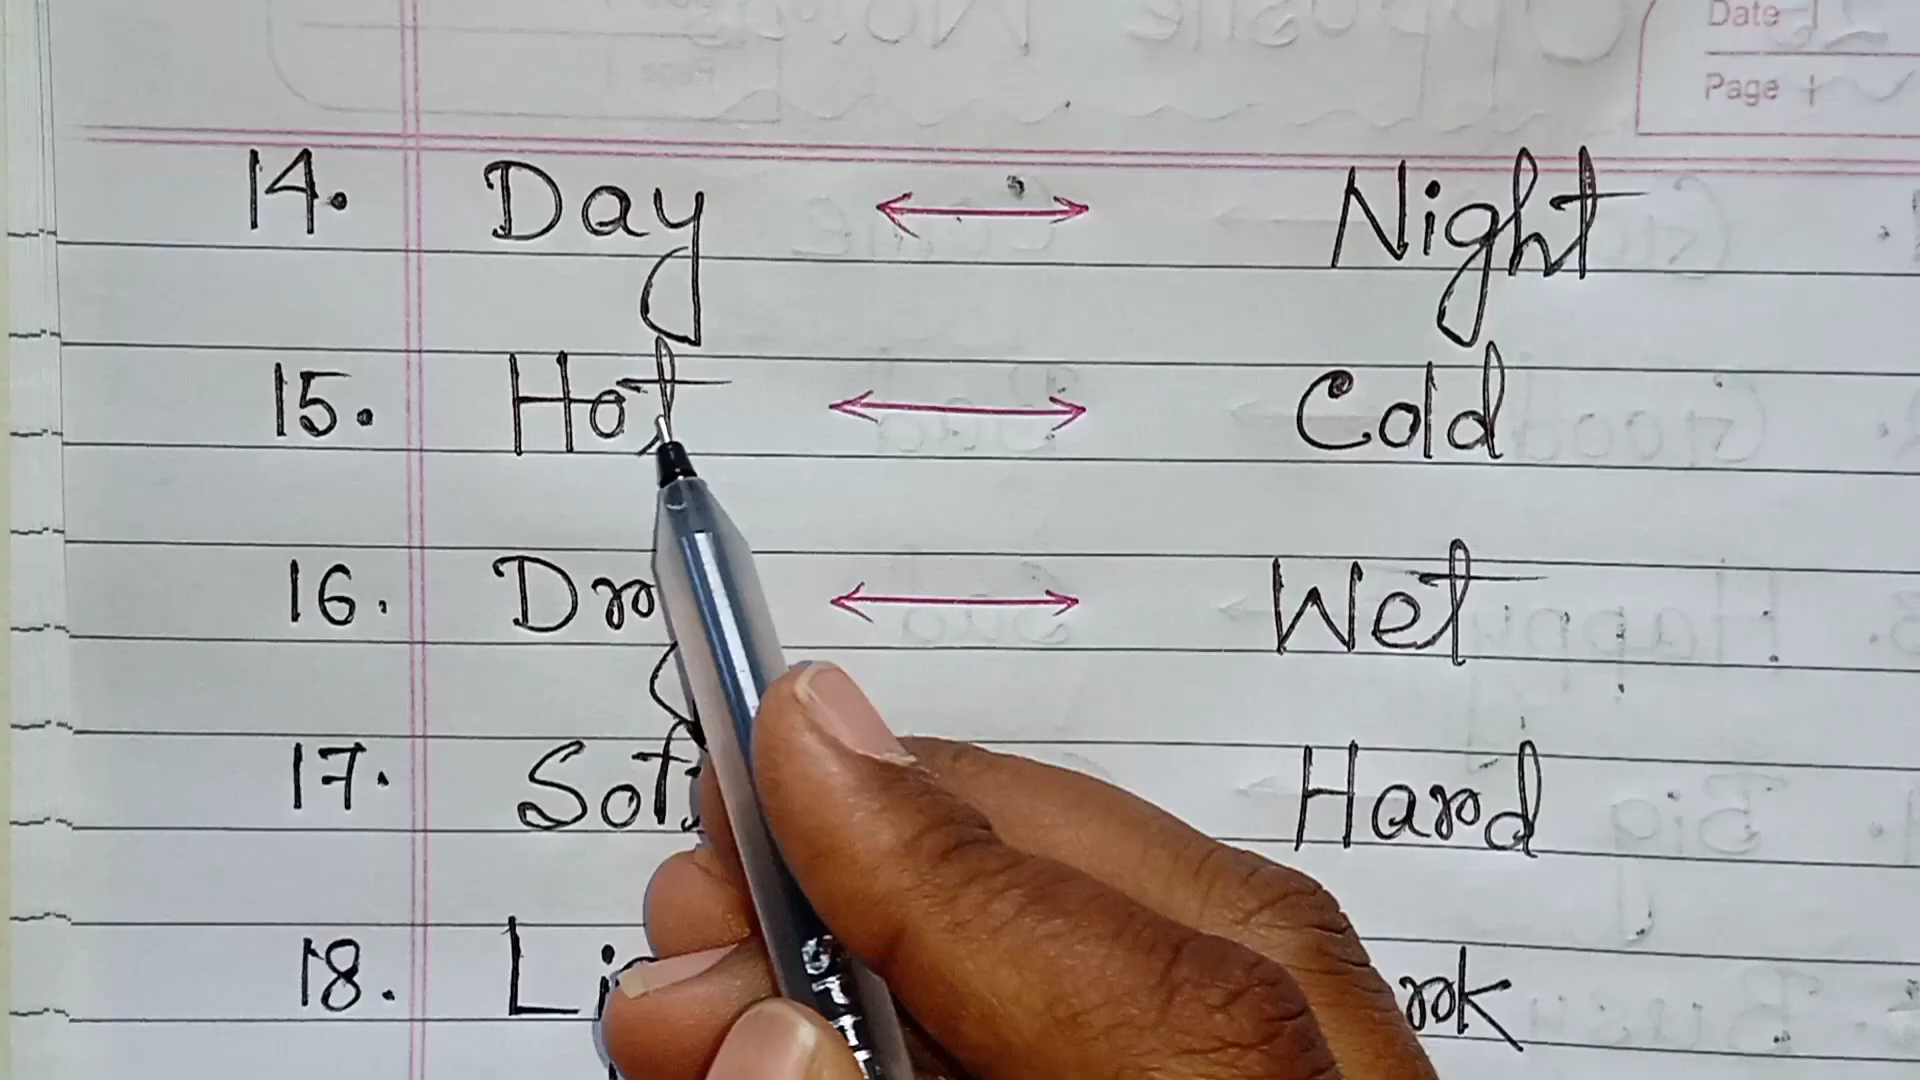 Date
Page
14. Day ↔ Night
15. Hot ↔ Cold
16. Wet
17. Hard
18.